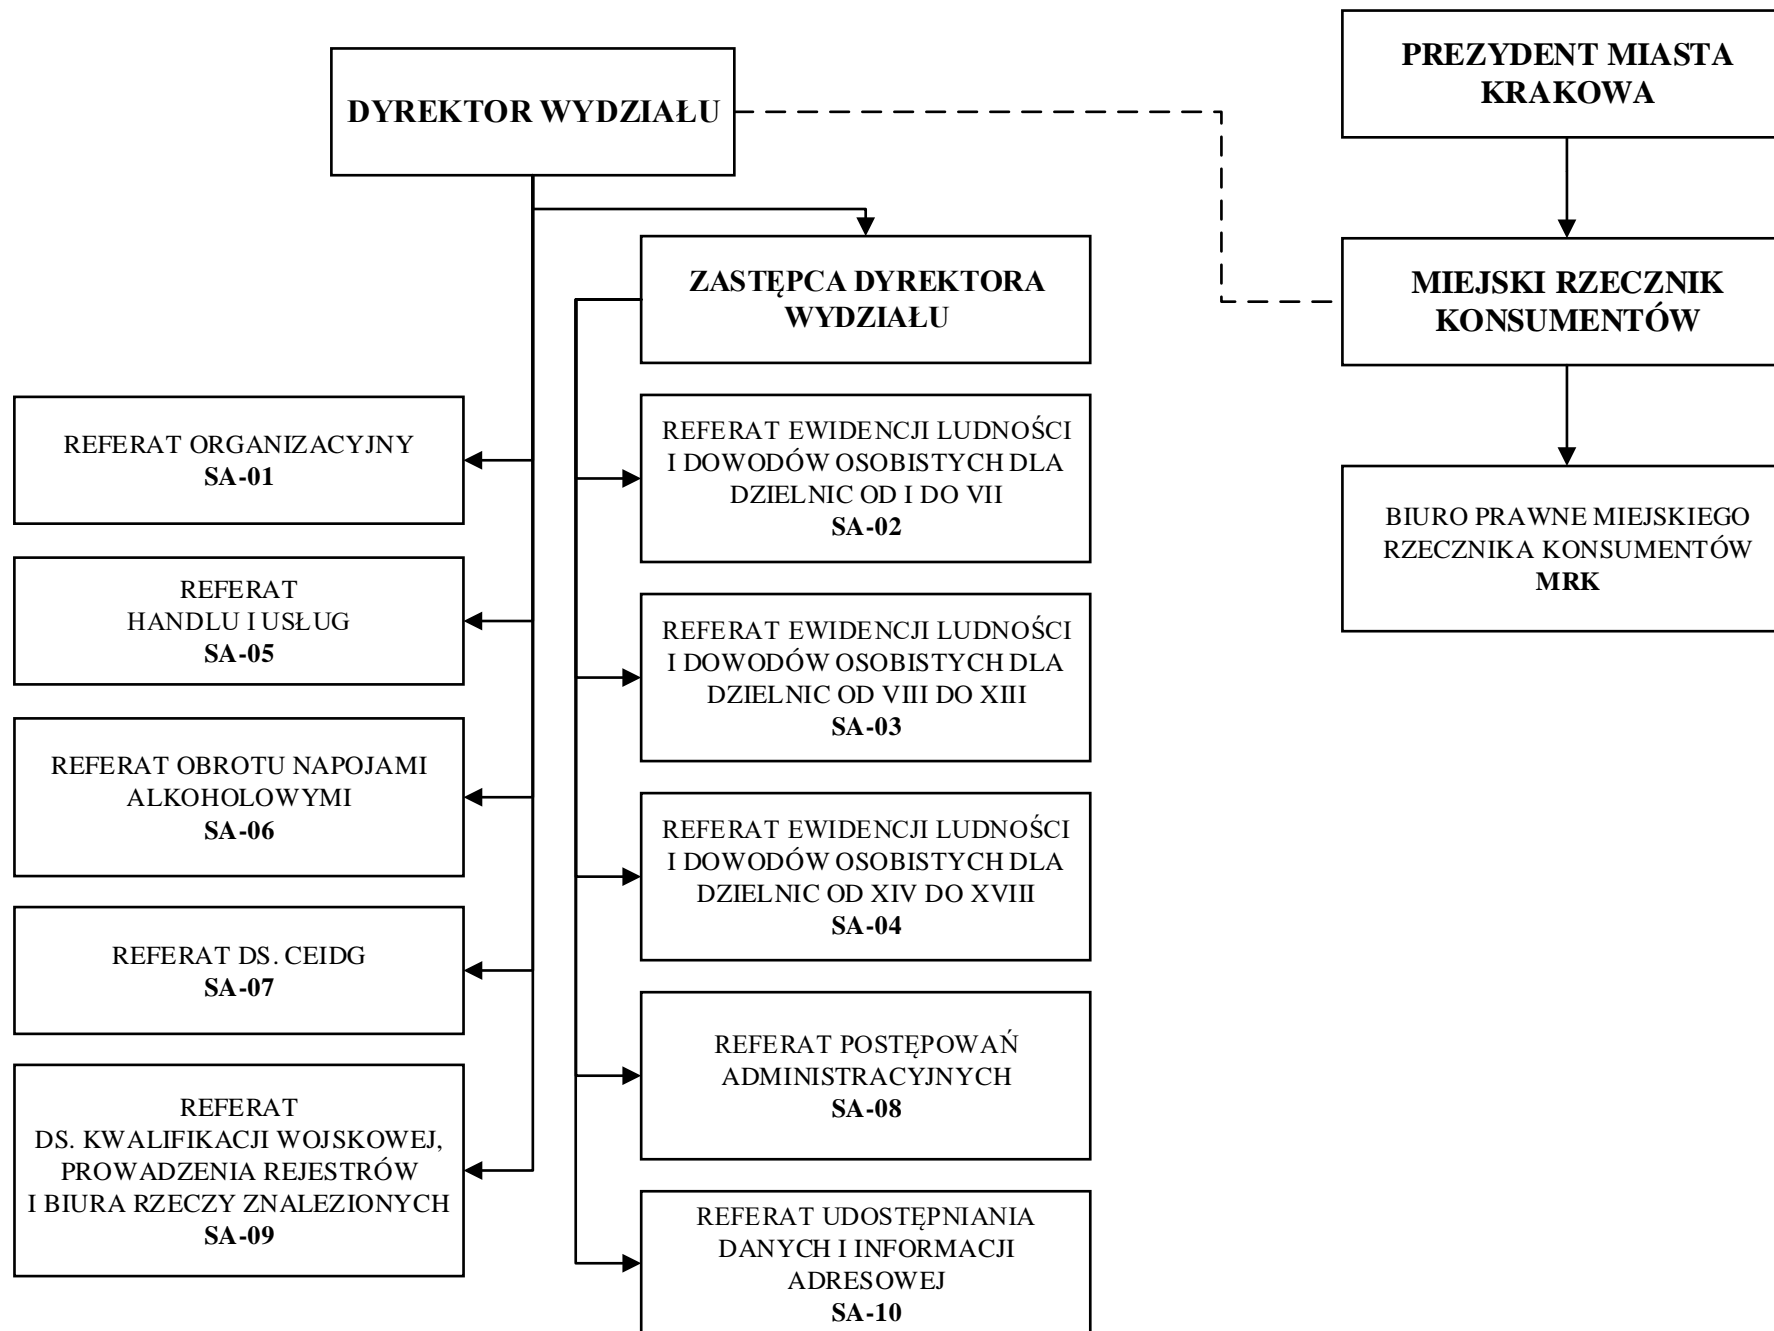 DYREKTOR WYDZIAŁU
PREZYDENT MIASTA
KRAKOWA
ZASTĘPCA DYREKTORA
WYDZIAŁU
MIEJSKI RZECZNIK
KONSUMENTÓW
REFERAT ORGANIZACYJNY
SA-01
REFERAT
HANDLU I USŁUG
SA-05
REFERAT OBROTU NAPOJAMI
ALKOHOLOWYMI
SA-06
REFERAT DS. CEIDG
SA-07
REFERAT
DS. KWALIFIKACJI WOJSKOWEJ,
PROWADZENIA REJESTRÓW
I BIURA RZECZY ZNALEZIONYCH
SA-09
REFERAT EWIDENCJI LUDNOŚCI
I DOWODÓW OSOBISTYCH DLA
DZIELNIC OD I DO VII
SA-02
REFERAT EWIDENCJI LUDNOŚCI
I DOWODÓW OSOBISTYCH DLA
DZIELNIC OD VIII DO XIII
SA-03
REFERAT EWIDENCJI LUDNOŚCI
I DOWODÓW OSOBISTYCH DLA
DZIELNIC OD XIV DO XVIII
SA-04
REFERAT POSTĘPOWAŃ
ADMINISTRACYJNYCH
SA-08
REFERAT UDOSTĘPNIANIA
DANYCH I INFORMACJI
ADRESOWEJ
SA-10
BIURO PRAWNE MIEJSKIEGO
RZECZNIKA KONSUMENTÓW
MRK